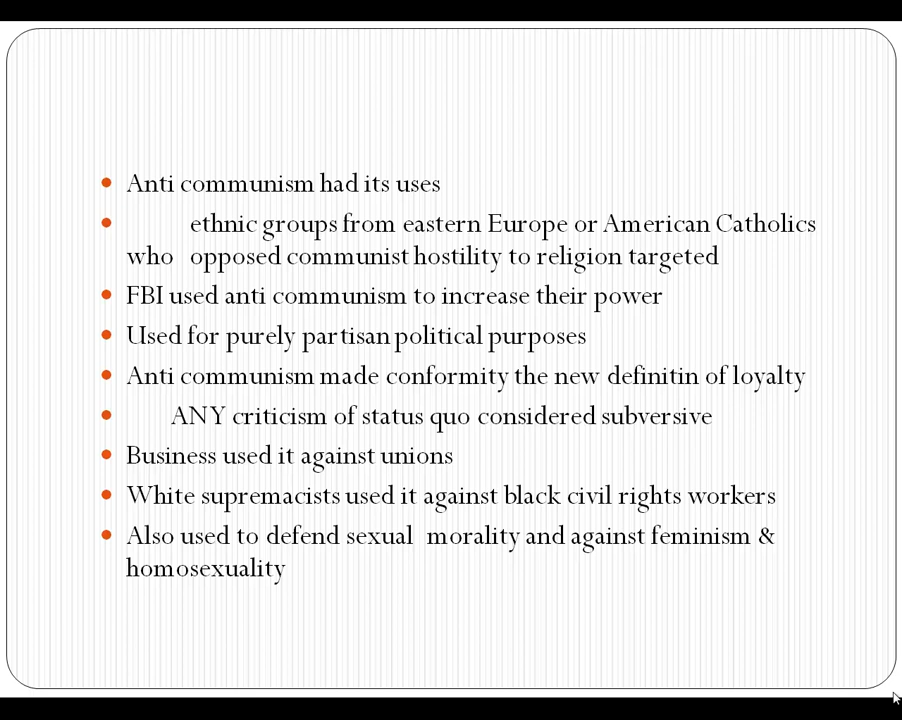 Anti communism had its uses
ethnic groups from eastern Europe or American Catholics
who opposed communist hostility to religion targeted
FBI used anti communism to increase their power
Used for purely partisan political purposes
Anti communism made conformity the new definitin of loyalty
ANY criticism of status quo considered subversive
Business used it against unions
White supremacists used it against black civil rights workers
Also used to defend sexual morality and against feminism &
homosexuality